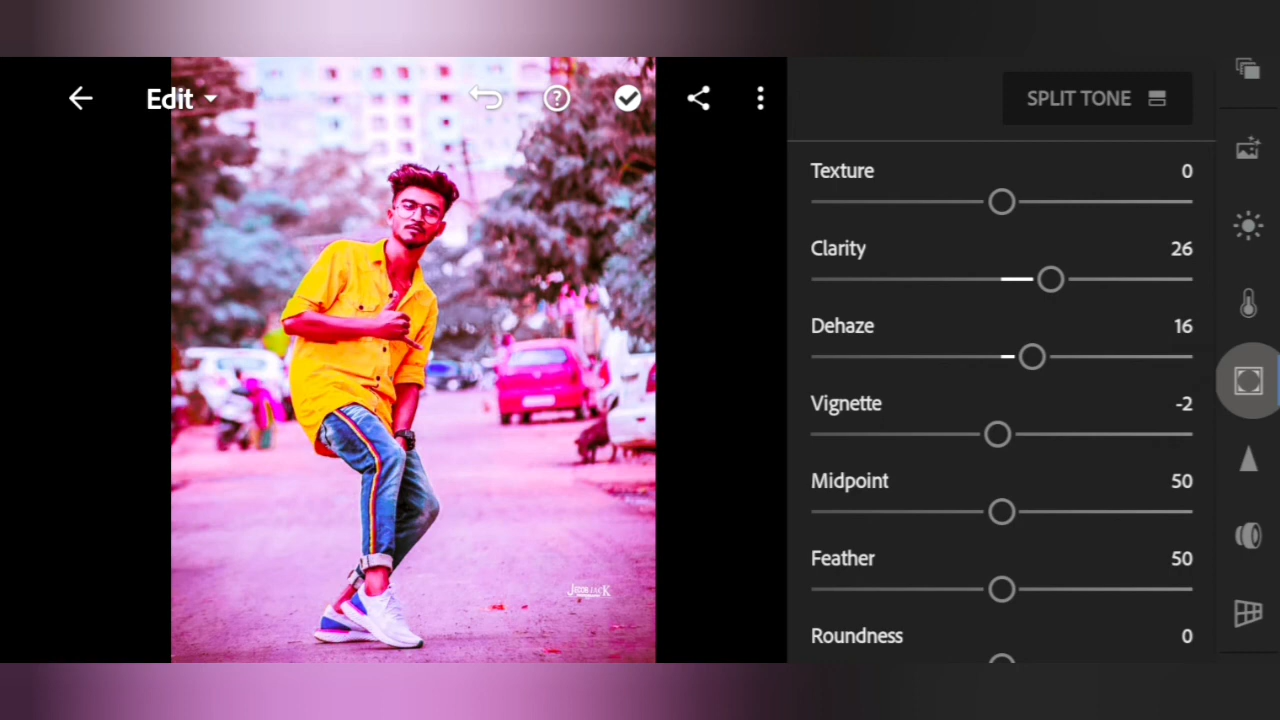 Edit
SPLIT TONE
Texture 0
Clarity 26
Dehaze 16
Vignette -2
Midpoint 50
Feather 50
Roundness 0